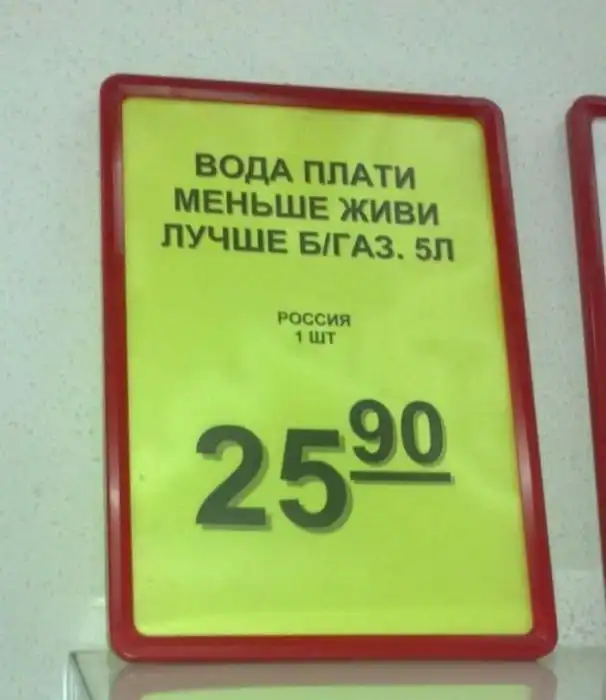 ВОДА ПЛАТИ
МЕНЬШЕ ЖИВИ
ЛУЧШЕ Б/ГАЗ. 5Л
РОССИЯ
1 ШТ
25 90